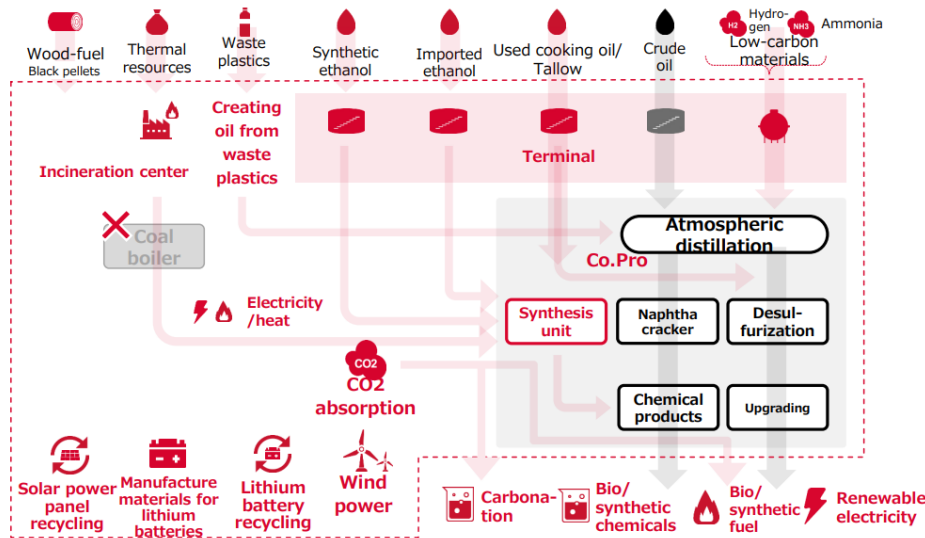 Wood-fuel
Black pellets
Thermal
resources
Waste
plastics
Synthetic
ethanol
Imported
ethanol
Used cooking oil/
Tallow
Crude
oil
H2
Hydro-
gen
NH3
Ammonia
Low-carbon
materials
Incineration center
Creating
oil from
waste
plastics
Terminal
Coal
boiler
Atmospheric
distillation
Co.Pro
Electricity
/heat
Synthesis
unit
Naphtha
cracker
Desul-
furization
CO2
CO2
absorption
Chemical
products
Upgrading
Solar power
panel
recycling
Manufacture
materials for
lithium
batteries
Lithium
battery
recycling
Wind
power
Carbona-
tion
Bio/
synthetic
chemicals
Bio/
synthetic
fuel
Renewable
electricity